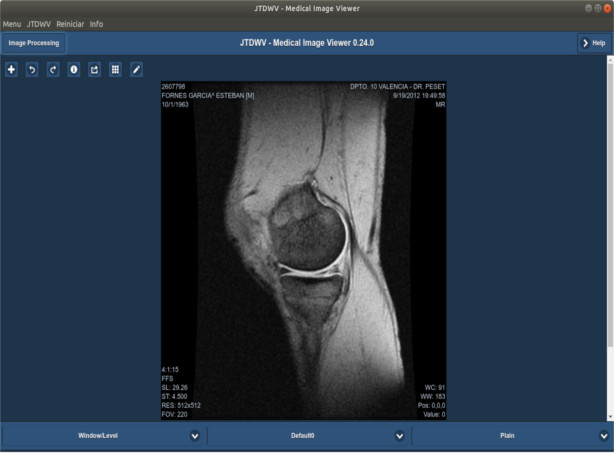 JTDWV - Medical Image Viewer
Menu JTDWV Reiniciar Info
Image Processing
JTDWV - Medical Image Viewer 0.24.0
Help
2607798
FORNES GARCIA^ ESTEBAN [M]
10/1/1963
DPTO. 10 VALENCIA - DR. PESET
9/19/2012 19:49:58
MR
4:1:15
FFS
SL: 29.26
ST: 4.500
RES: 512x512
FOV: 220
WC: 91
WW: 163
Pos: 0,0,0
Value: 0
Window/Level
Default0
Plain